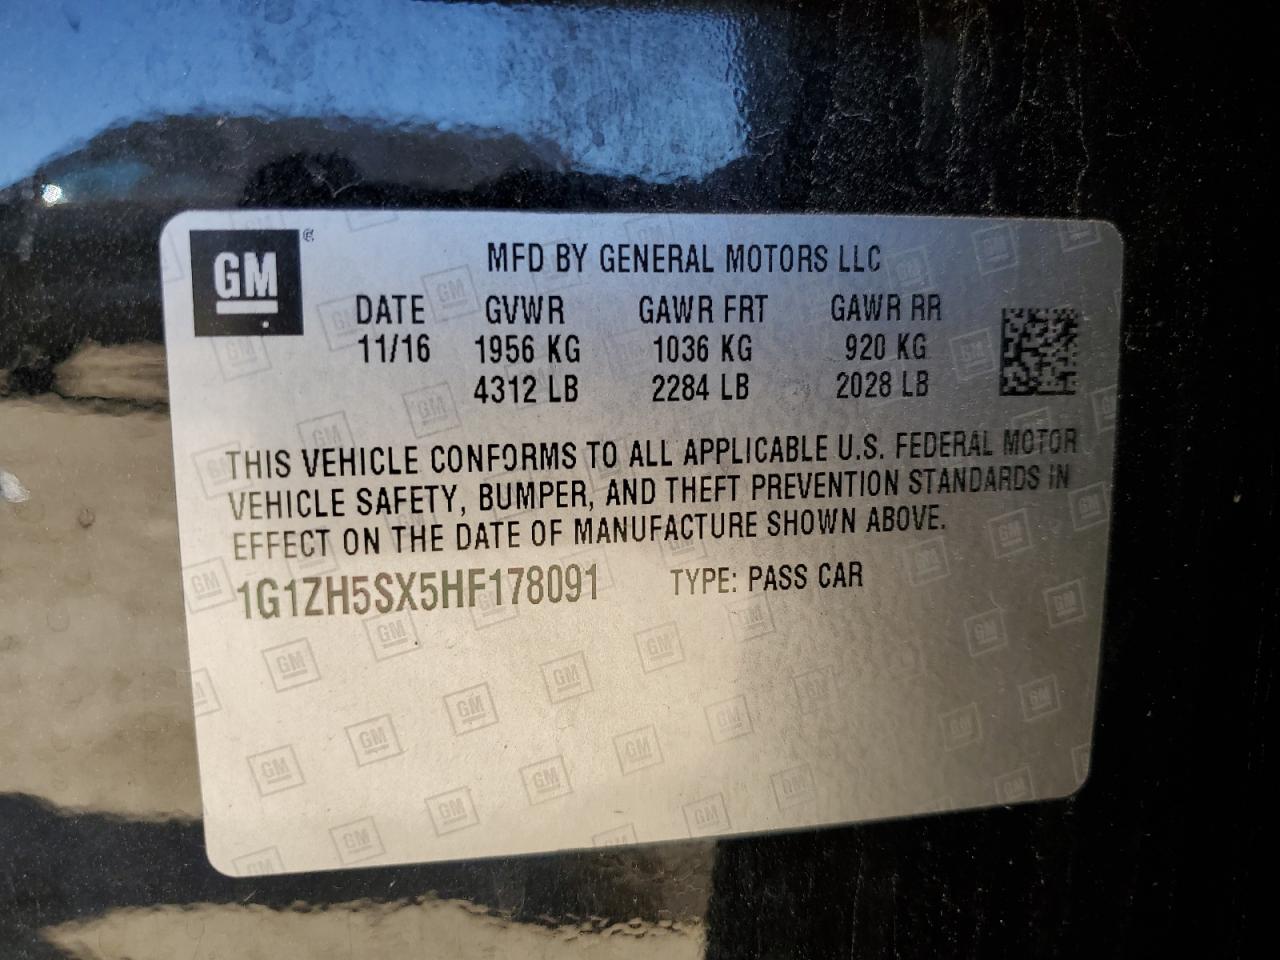 GM ®
MFD BY GENERAL MOTORS LLC
DATE GVWR GAWR FRT GAWR RR
11/16 1956 KG 1036 KG 920 KG
4312 LB 2284 LB 2028 LB
THIS VEHICLE CONFORMS TO ALL APPLICABLE U.S. FEDERAL MOTOR
VEHICLE SAFETY, BUMPER, AND THEFT PREVENTION STANDARDS IN
EFFECT ON THE DATE OF MANUFACTURE SHOWN ABOVE.
1G1ZH5SX5HF178091 TYPE: PASS CAR